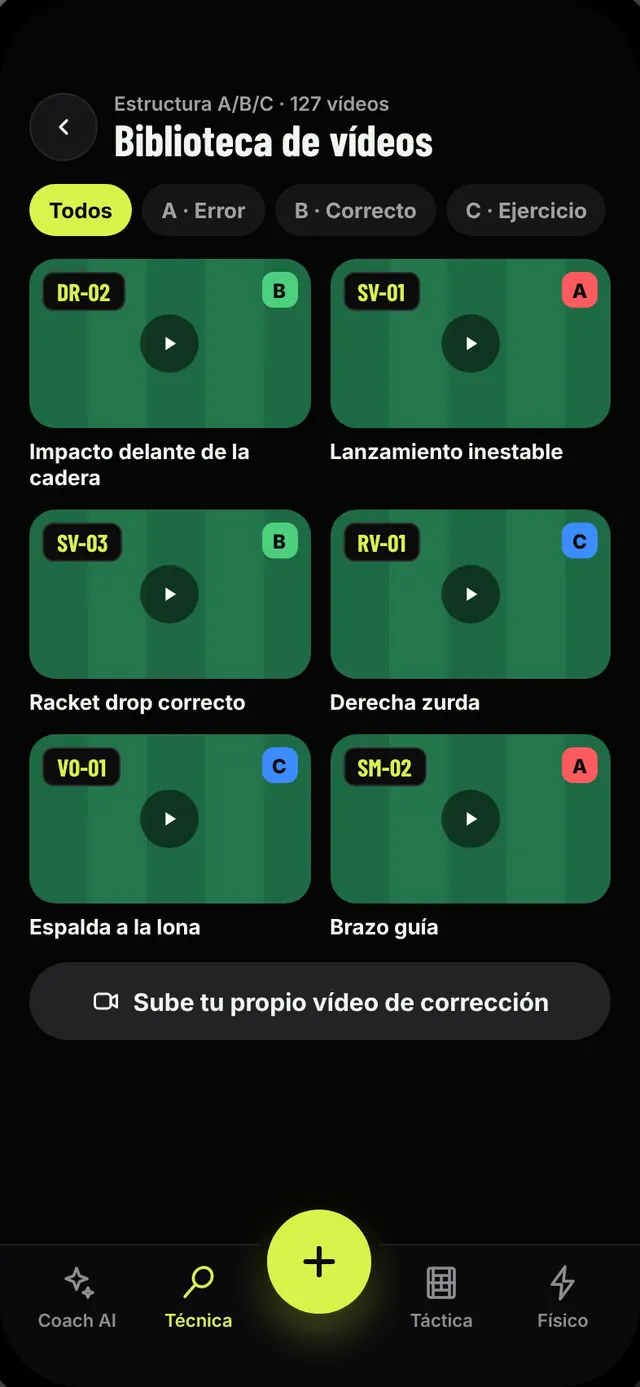 Estructura A/B/C · 127 vídeos
Biblioteca de vídeos
Todos
A · Error
B · Correcto
C · Ejercicio
DR-02
B
SV-01
A
Impacto delante de la
cadera
Lanzamiento inestable
SV-03
B
RV-01
C
Racket drop correcto
Derecha zurda
VO-01
C
SM-02
A
Espalda a la lona
Brazo guía
Sube tu propio vídeo de corrección
Coach AI
Técnica
Táctica
Físico